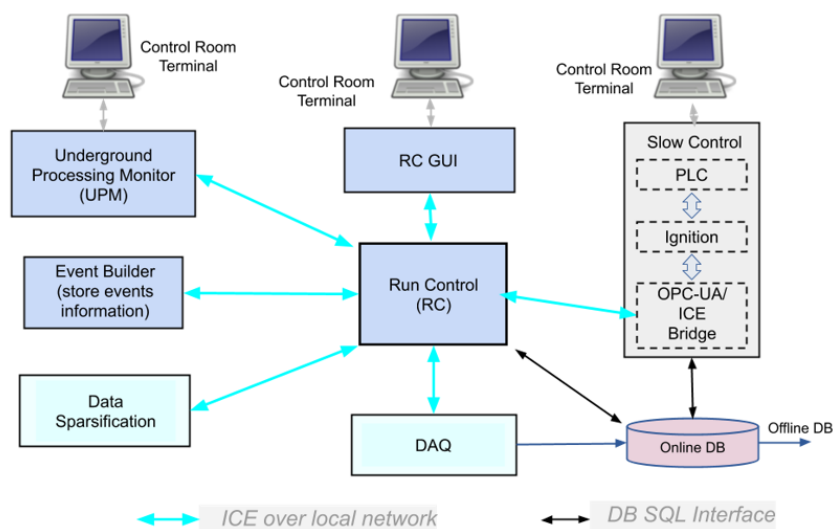 Control Room
Terminal
Control Room
Terminal
Control Room
Terminal
Underground
Processing Monitor
(UPM)
RC GUI
Slow Control
PLC
Ignition
OPC-UA/
ICE
Bridge
Event Builder
(store events
information)
Run Control
(RC)
Data
Sparsification
DAQ
Online DB
Offline DB
ICE over local network
DB SQL Interface